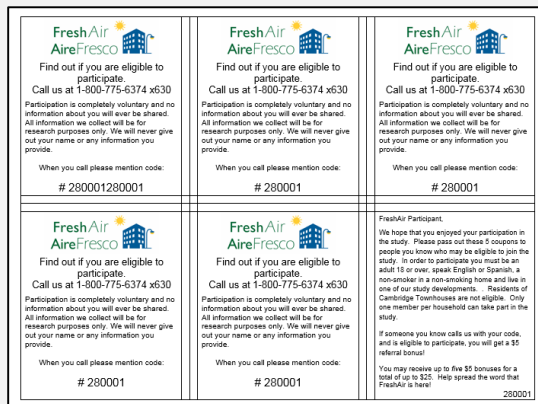 FreshAir
AireFresco
Find out if you are eligible to
participate.
Call us at 1-800-775-6374 x630
Participation is completely voluntary and no
information about you will ever be shared.
All information we collect will be for
research purposes only. We will never give
out your name or any information you
provide.
When you call please mention code:
# 280001280001
FreshAir
AireFresco
Find out if you are eligible to
participate.
Call us at 1-800-775-6374 x630
Participation is completely voluntary and no
information about you will ever be shared.
All information we collect will be for
research purposes only. We will never give
out your name or any information you
provide.
When you call please mention code:
# 280001
FreshAir
AireFresco
Find out if you are eligible to
participate.
Call us at 1-800-775-6374 x630
Participation is completely voluntary and no
information about you will ever be shared.
All information we collect will be for
research purposes only. We will never give
out your name or any information you
provide.
When you call please mention code:
# 280001
FreshAir
AireFresco
Find out if you are eligible to
participate.
Call us at 1-800-775-6374 x630
Participation is completely voluntary and no
information about you will ever be shared.
All information we collect will be for
research purposes only. We will never give
out your name or any information you
provide.
When you call please mention code:
# 280001
FreshAir
AireFresco
Find out if you are eligible to
participate.
Call us at 1-800-775-6374 x630
Participation is completely voluntary and no
information about you will ever be shared.
All information we collect will be for
research purposes only. We will never give
out your name or any information you
provide.
When you call please mention code:
# 280001
FreshAir Participant,
We hope that you enjoyed your participation in
the study. Please pass out these 5 coupons to
people you know who may be eligible to join the
study. In order to participate you must be an
adult 18 or over, speak English or Spanish, a
non-smoker in a non-smoking home and live in
one of our study developments. . Residents of
Cambridge Townhouses are not eligible. Only
one member per household can take part in the
study.
If someone you know calls us with your code,
and is eligible to participate, you will get a $5
referral bonus!
You may receive up to five $5 bonuses for a
total of up to $25. Help spread the word that
FreshAir is here!
280001